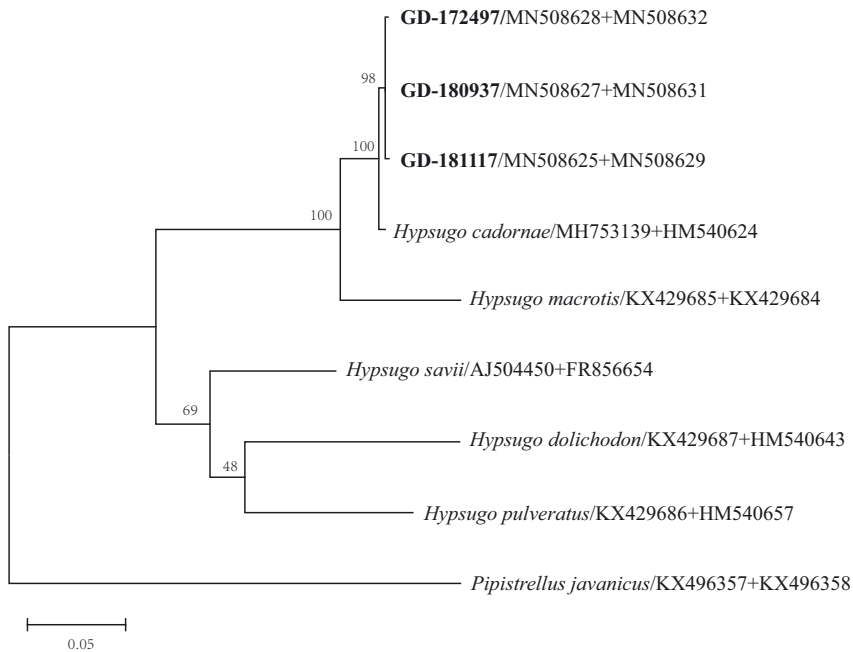 GD-172497/MN508628+MN508632
98
GD-180937/MN508627+MN508631
100
GD-181117/MN508625+MN508629
100
Hypsugo cadornae/MH753139+HM540624
Hypsugo macrotis/KX429685+KX429684
Hypsugo savii/AJ504450+FR856654
69
Hypsugo dolichodon/KX429687+HM540643
48
Hypsugo pulveratus/KX429686+HM540657
Pipistrellus javanicus/KX496357+KX496358
0.05